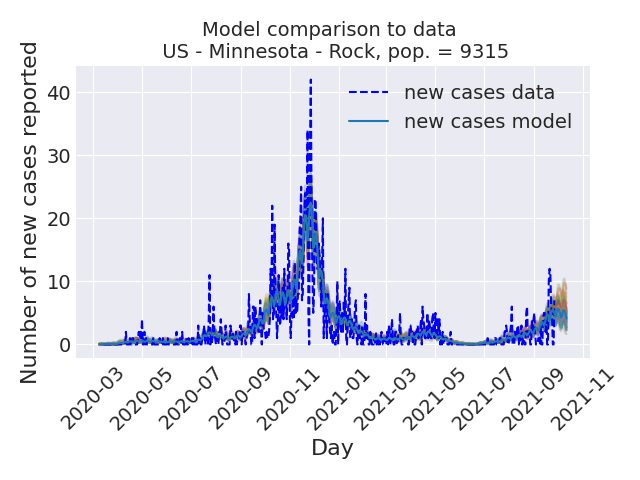 Model comparison to data
US - Minnesota - Rock, pop. = 9315
Number of new cases reported
40
30
20
10
0
new cases data
new cases model
2020-03
2020-05
2020-07
2020-09
2020-11
2021-01
2021-03
2021-05
2021-07
2021-09
2021-11
Day